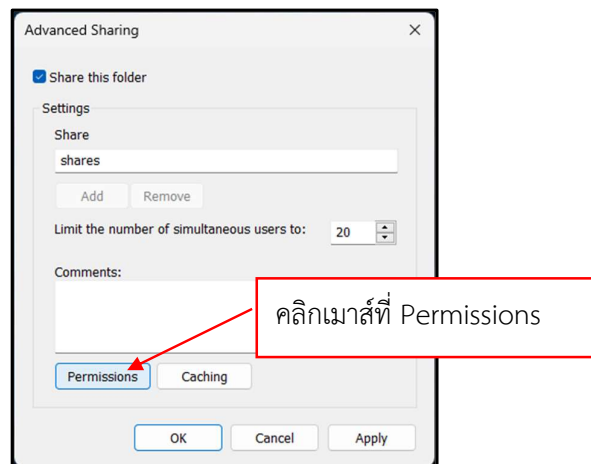 Advanced Sharing
Share this folder
Settings
Share
shares
Add Remove
Limit the number of simultaneous users to: 20
Comments:
คลิกเมาส์ที่ Permissions
Permissions Caching
OK Cancel Apply